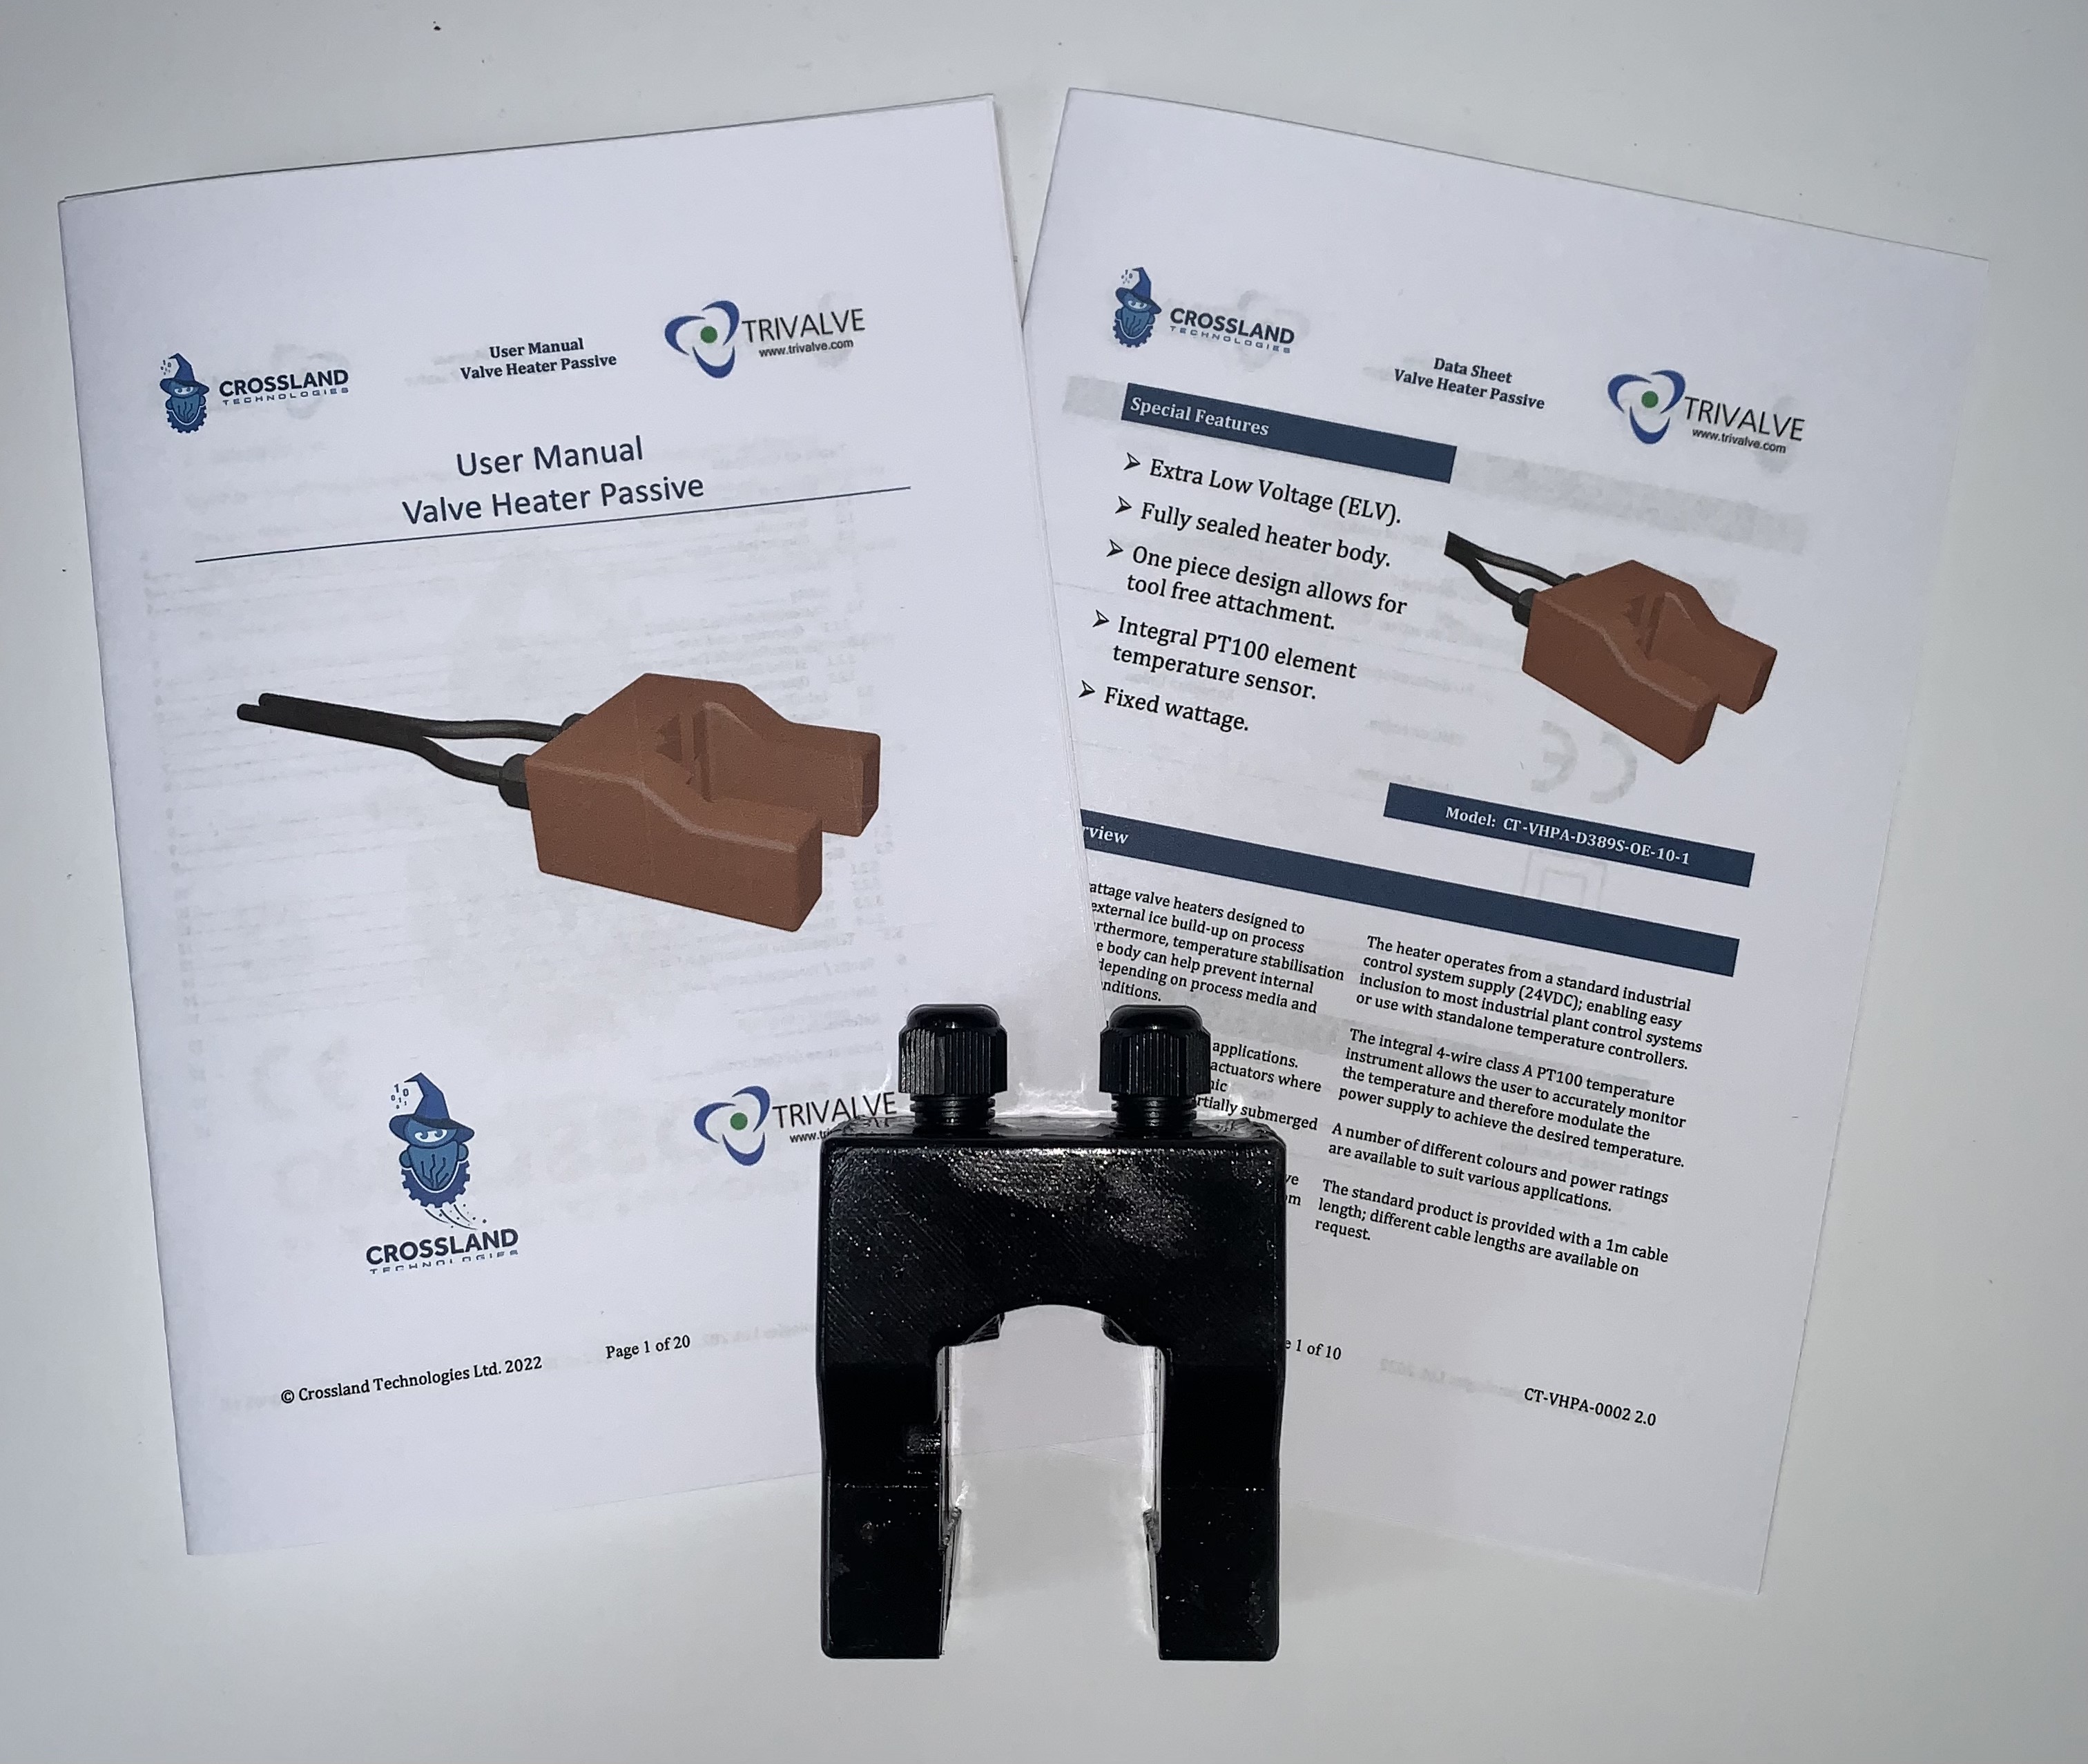 CROSSLAND
TECHNOLOGIES
User Manual
Valve Heater Passive
TRIVALVE
www.trivalve.com
User Manual
Valve Heater Passive
CROSSLAND
TECHNOLOGIES
TRIVALVE
www.tri
© Crossland Technologies Ltd. 2022
Page 1 of 20
CROSSLAND
TECHNOLOGIES
Data Sheet
Valve Heater Passive
TRIVALVE
www.trivalve.com
Special Features
➢ Extra Low Voltage (ELV).
➢ Fully sealed heater body.
➢ One piece design allows for
tool free attachment.
➢ Integral PT100 element
temperature sensor.
➢ Fixed wattage.
Model: CT-VHPA-D389S-OE-10-1
rview
attage valve heaters designed to
external ice build-up on process
rthermore, temperature stabilisation
e body can help prevent internal
depending on process media and
nditions.
applications.
actuators where
nic
rtially submerged
ve
om
The heater operates from a standard industrial
control system supply (24VDC); enabling easy
inclusion to most industrial plant control systems
or use with standalone temperature controllers.
The integral 4-wire class A PT100 temperature
instrument allows the user to accurately monitor
the temperature and therefore modulate the
power supply to achieve the desired temperature.
A number of different colours and power ratings
are available to suit various applications.
The standard product is provided with a 1m cable
length; different cable lengths are available on
request.
e 1 of 10
CT-VHPA-0002 2.0